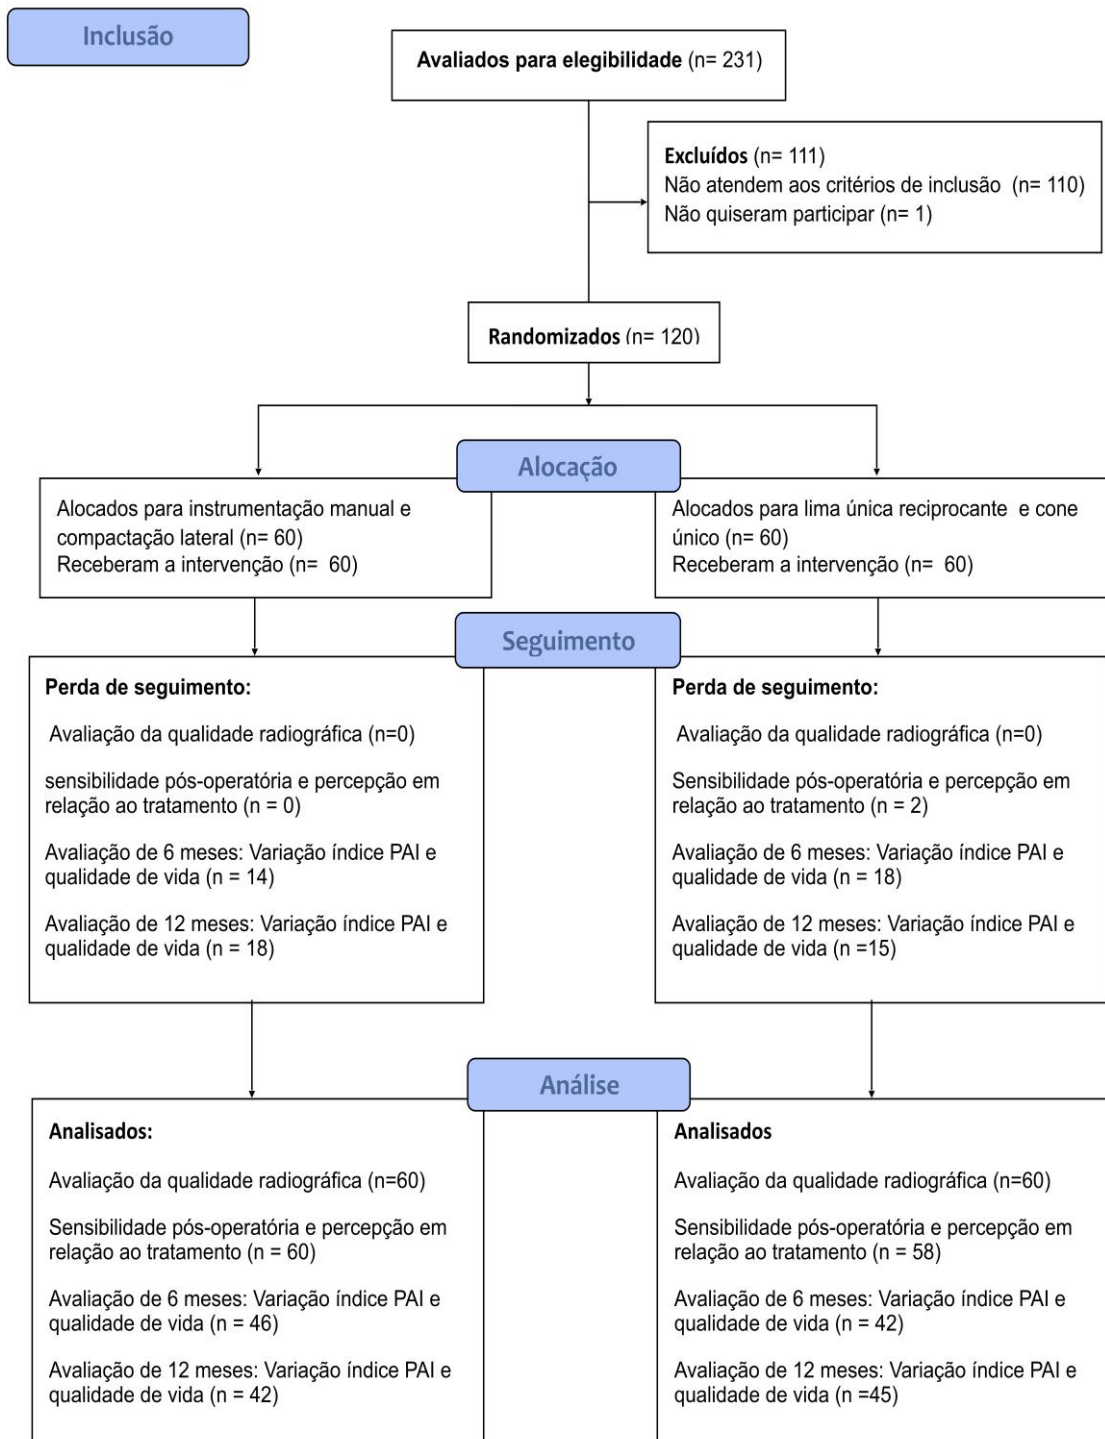 Inclusão
Avaliados para elegibilidade (n= 231)
Excluídos (n= 111)
Não atendem aos critérios de inclusão (n= 110)
Não quiseram participar (n= 1)
Randomizados (n= 120)
Alocação
Alocados para instrumentação manual e
compactação lateral (n= 60)
Receberam a intervenção (n= 60)
Alocados para lima única reciprocante e cone
único (n= 60)
Receberam a intervenção (n= 60)
Seguimento
Perda de seguimento:
Avaliação da qualidade radiográfica (n=0)
sensibilidade pós-operatória e percepção em
relação ao tratamento (n = 0)
Avaliação de 6 meses: Variação índice PAI e
qualidade de vida (n = 14)
Avaliação de 12 meses: Variação índice PAI e
qualidade de vida (n = 18)
Perda de seguimento:
Avaliação da qualidade radiográfica (n=0)
Sensibilidade pós-operatória e percepção em
relação ao tratamento (n = 2)
Avaliação de 6 meses: Variação índice PAI e
qualidade de vida (n = 18)
Avaliação de 12 meses: Variação índice PAI e
qualidade de vida (n =15)
Análise
Analisados:
Avaliação da qualidade radiográfica (n=60)
Sensibilidade pós-operatória e percepção em
relação ao tratamento (n = 60)
Avaliação de 6 meses: Variação índice PAI e
qualidade de vida (n = 46)
Avaliação de 12 meses: Variação índice PAI e
qualidade de vida (n = 42)
Analisados
Avaliação da qualidade radiográfica (n=60)
Sensibilidade pós-operatória e percepção em
relação ao tratamento (n = 58)
Avaliação de 6 meses: Variação índice PAI e
qualidade de vida (n = 42)
Avaliação de 12 meses: Variação índice PAI e
qualidade de vida (n =45)